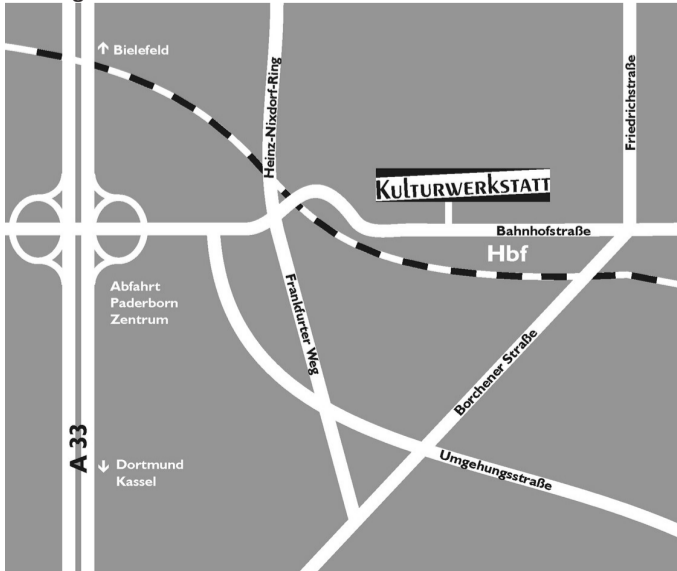 ↑ Bielefeld
Heinz-Nixdorf-Ring
Friedrichstraße
KULTURWERKSTATT
Bahnhofstraße
Hbf
Abfahrt
Paderborn
Zentrum
Frankfurter Weg
Borchener Straße
A 33
↓ Dortmund
Kassel
Umgehungsstraße